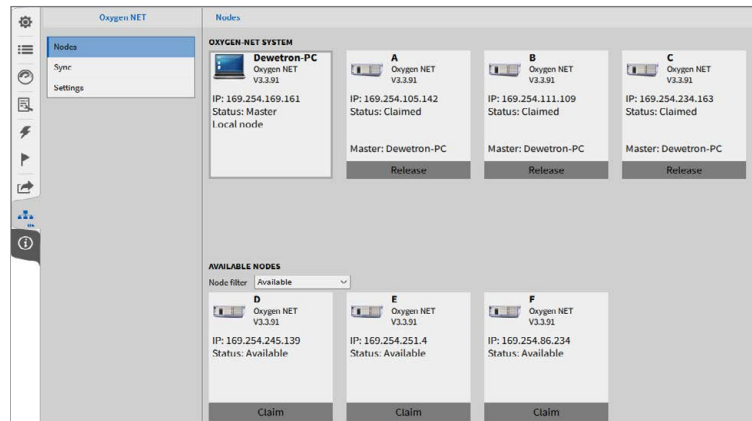 Oxygen NET
Nodes
Nodes
Sync
Settings
OXYGEN-NET SYSTEM
Dewetron-PC
Oxygen NET
V3.3.91
IP: 169.254.169.161
Status: Master
Local node
A
Oxygen NET
V3.3.91
IP: 169.254.105.142
Status: Claimed
Master: Dewetron-PC
Release
B
Oxygen NET
V3.3.91
IP: 169.254.111.109
Status: Claimed
Master: Dewetron-PC
Release
C
Oxygen NET
V3.3.91
IP: 169.254.234.163
Status: Claimed
Master: Dewetron-PC
Release
AVAILABLE NODES
Node filter Available
D
Oxygen NET
V3.3.91
IP: 169.254.245.139
Status: Available
Claim
E
Oxygen NET
V3.3.91
IP: 169.254.251.4
Status: Available
Claim
F
Oxygen NET
V3.3.91
IP: 169.254.86.234
Status: Available
Claim